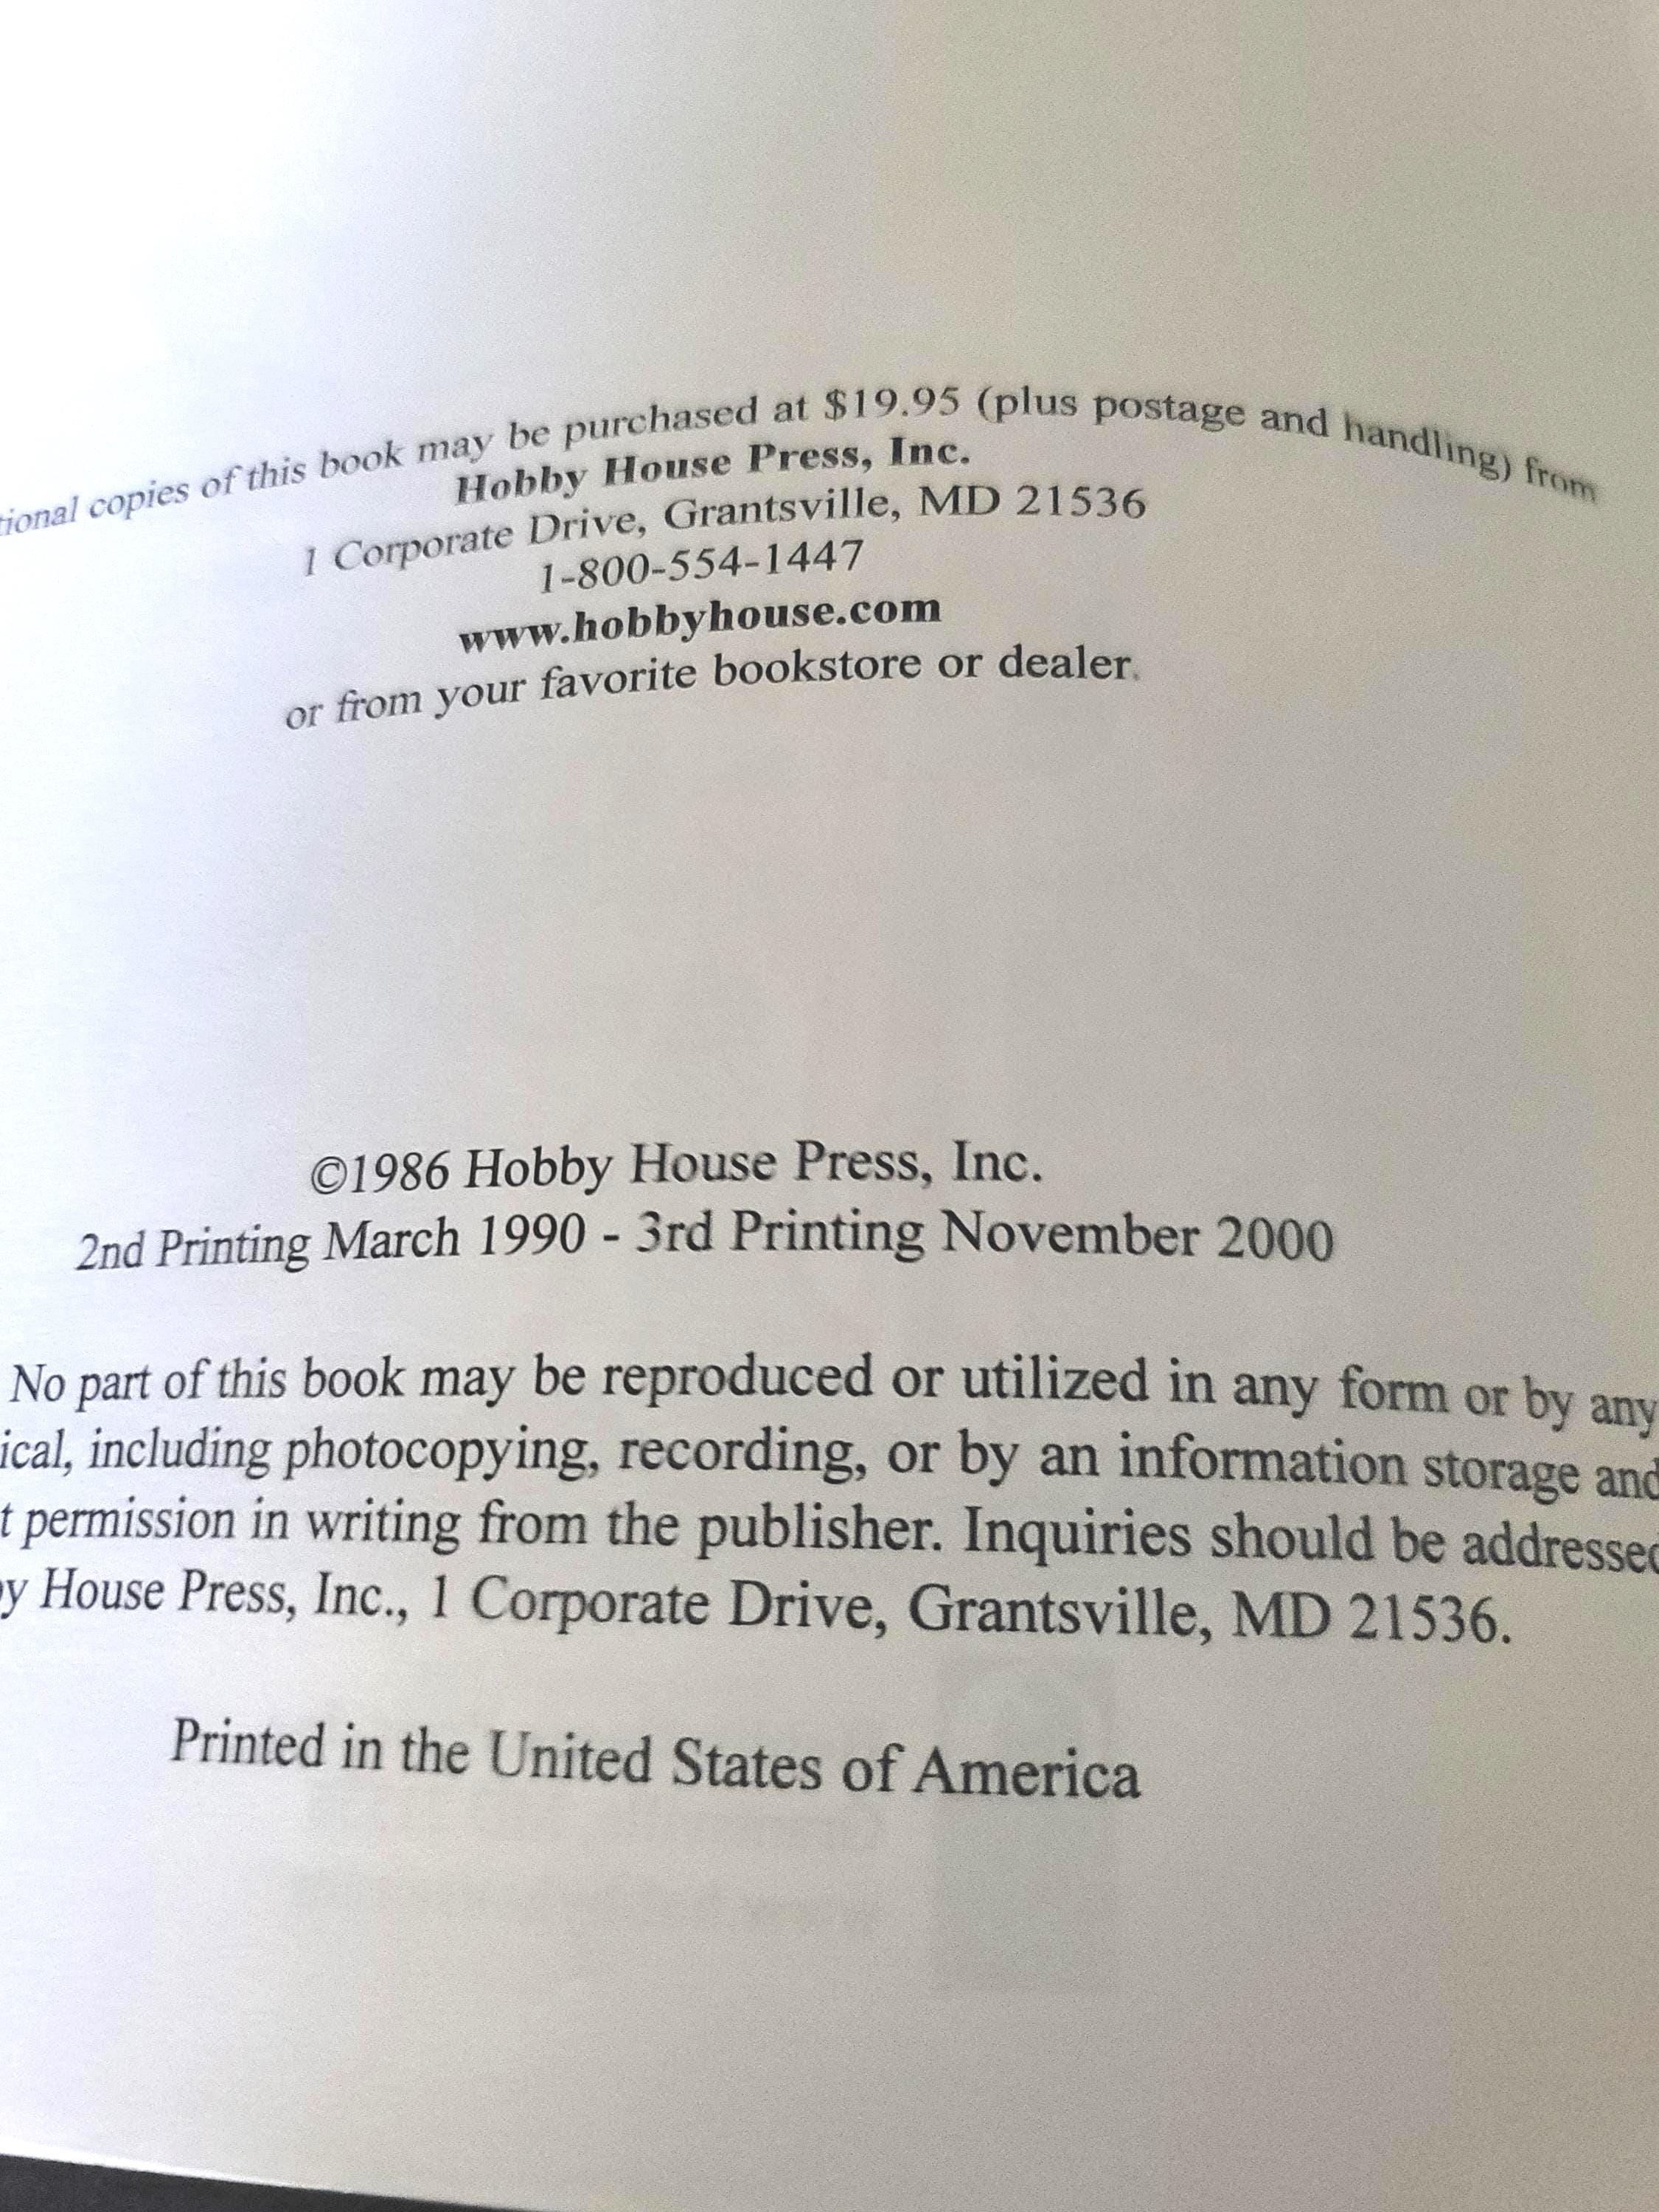 tional copies of this book may be purchased at $19.95 (plus postage and handling) from
Hobby House Press, Inc.
1 Corporate Drive, Grantsville, MD 21536
1-800-554-1447
www.hobbyhouse.com
or from your favorite bookstore or dealer.
©1986 Hobby House Press, Inc.
2nd Printing March 1990 - 3rd Printing November 2000
No part of this book may be reproduced or utilized in any form or by any
ical, including photocopying, recording, or by an information storage and
t permission in writing from the publisher. Inquiries should be addressed
y House Press, Inc., 1 Corporate Drive, Grantsville, MD 21536.
Printed in the United States of America